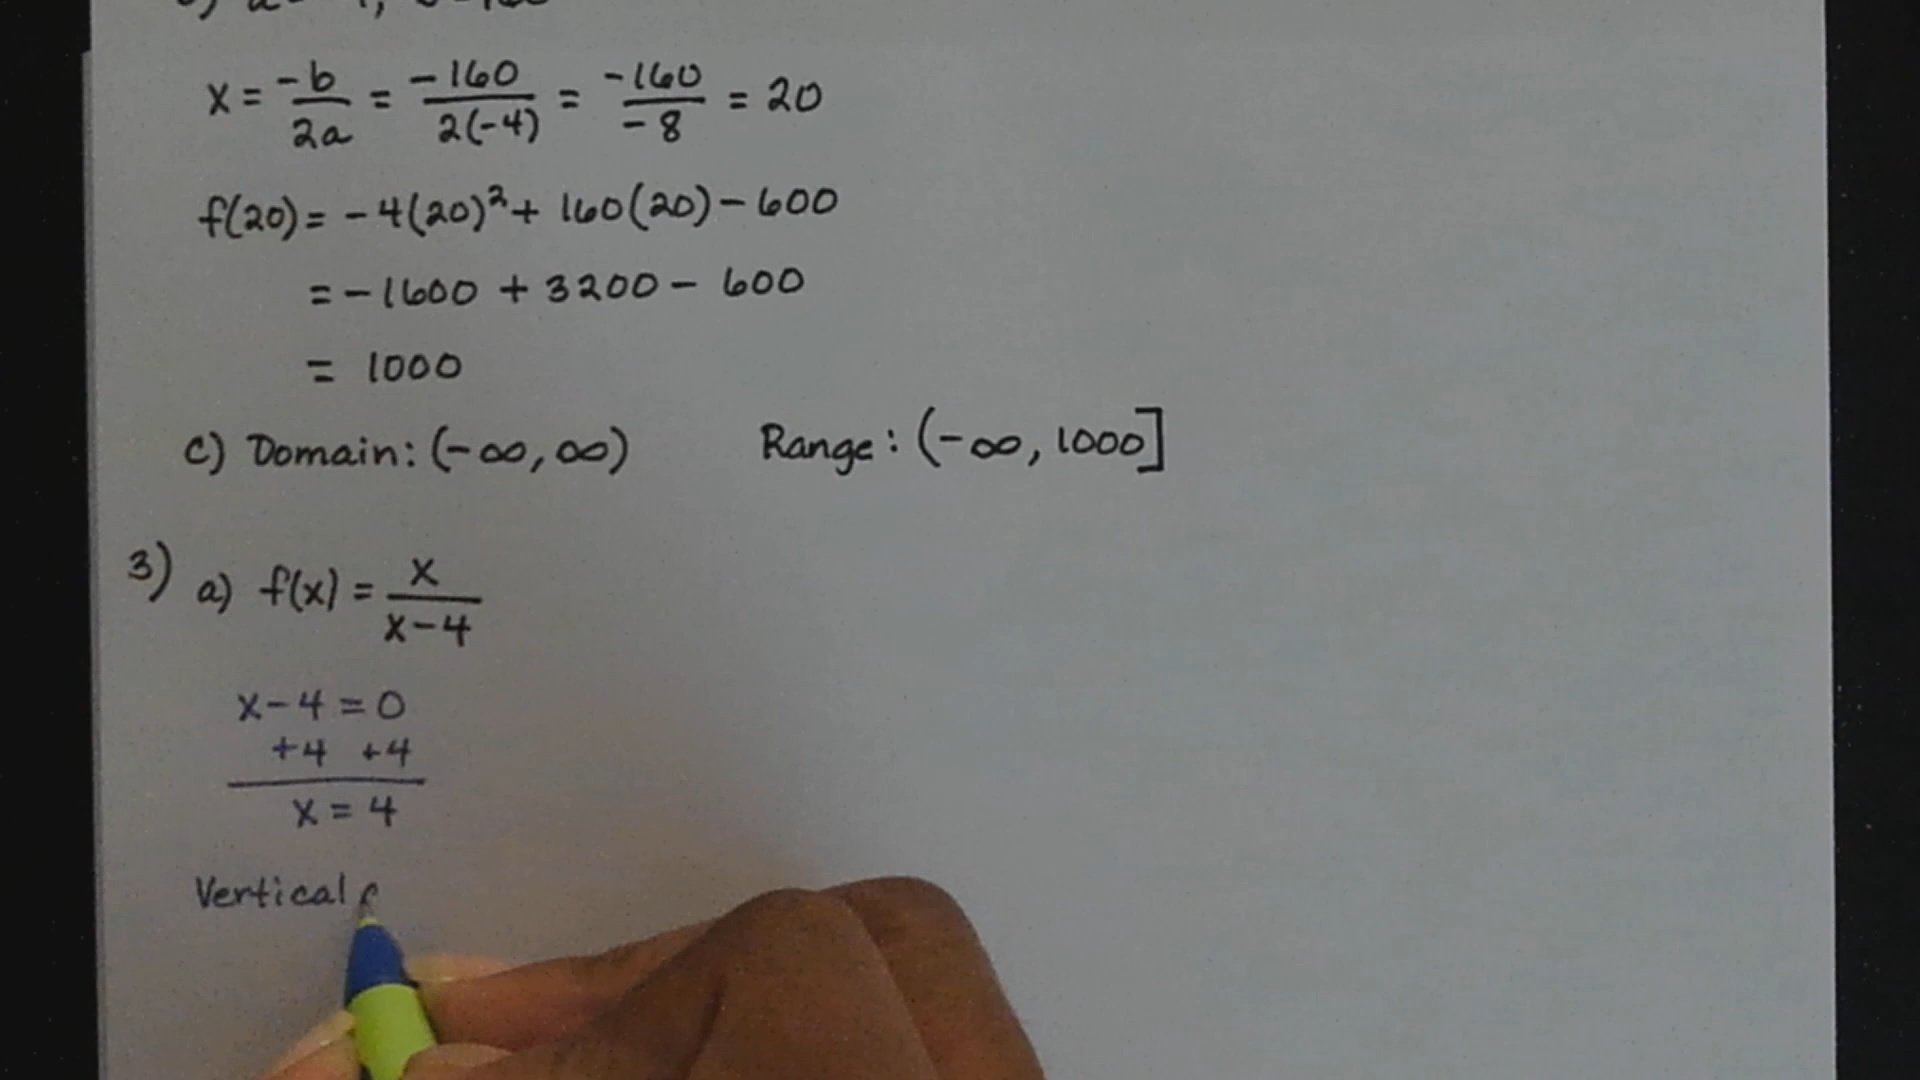 x = -b/2a = -160/2(-4) = -160/-8 = 20
f(20) = -4(20)² + 160(20) - 600
= -1600 + 3200 - 600
= 1000
c) Domain: (-∞, ∞) Range: (-∞, 1000]
3) a) f(x) = x/x-4
x - 4 = 0
+4 +4
x = 4
Vertical